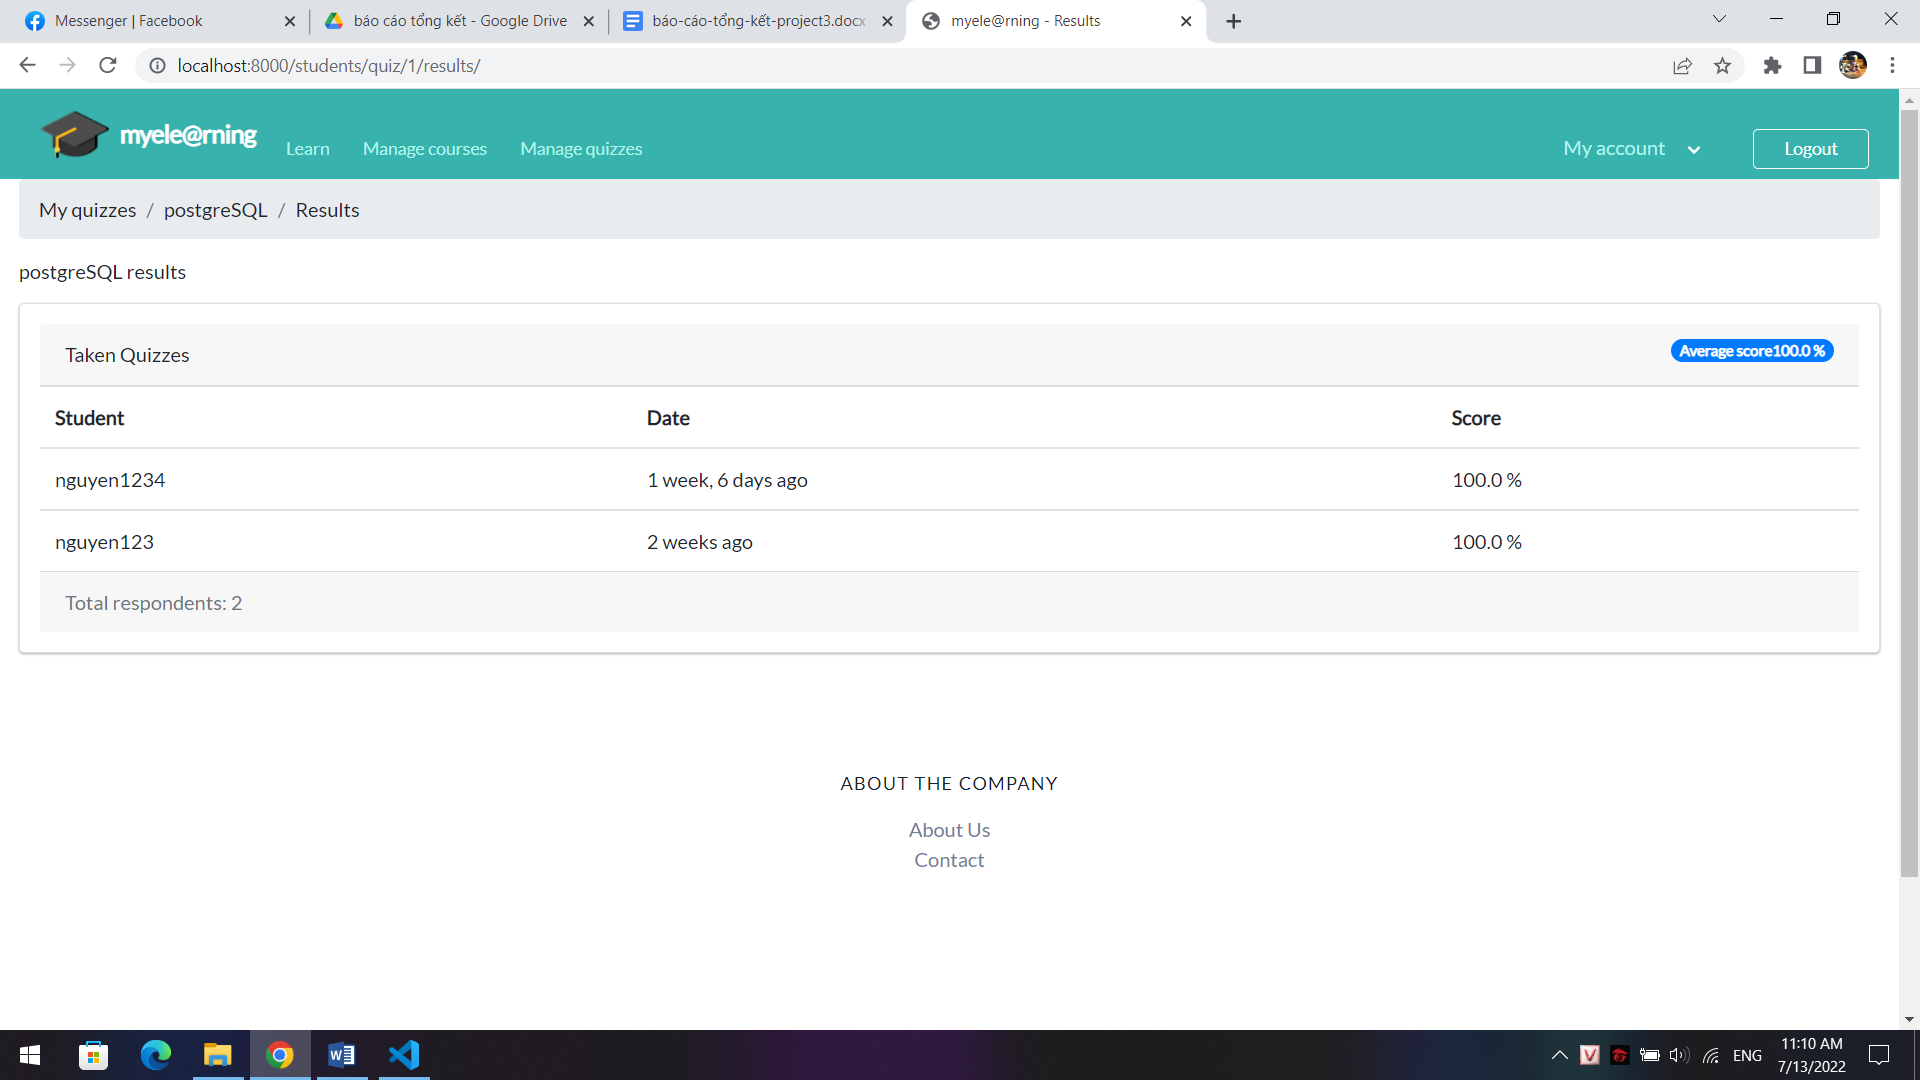 Messenger | Facebook
báo cáo tổng kết - Google Drive
báo-cáo-tổng-kết-project3.docx
myele@rning - Results
localhost:8000/students/quiz/1/results/
myele@rning
Learn
Manage courses
Manage quizzes
My account
Logout
My quizzes / postgreSQL / Results
postgreSQL results
Taken Quizzes
Average score100.0 %
Student Date Score
nguyen1234 1 week, 6 days ago 100.0 %
nguyen123 2 weeks ago 100.0 %
Total respondents: 2
ABOUT THE COMPANY
About Us
Contact
ENG
11:10 AM
7/13/2022